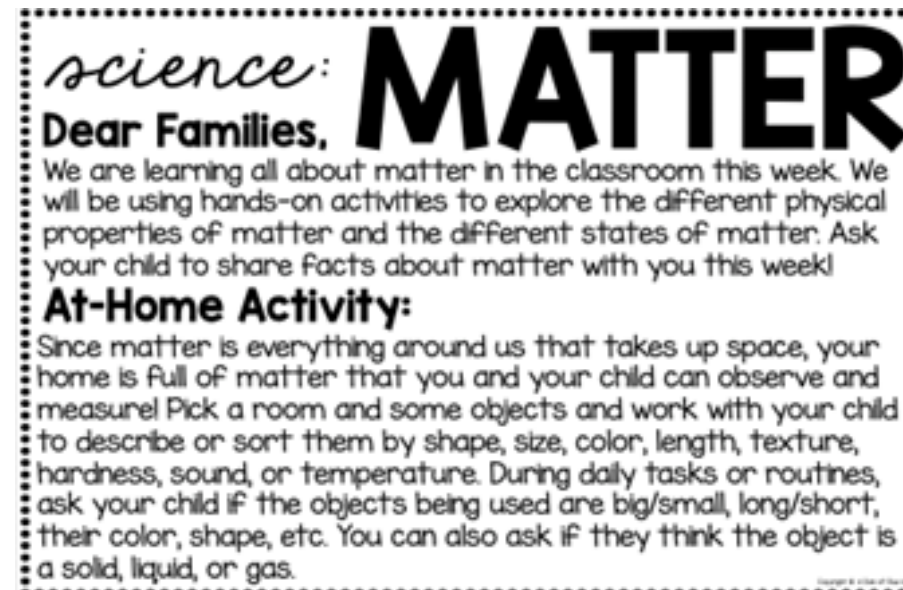 science: MATTER
Dear Families,
We are learning all about matter in the classroom this week. We
will be using hands-on activities to explore the different physical
properties of matter and the different states of matter. Ask
your child to share facts about matter with you this week!
At-Home Activity:
Since matter is everything around us that takes up space, your
home is full of matter that you and your child can observe and
measure! Pick a room and some objects and work with your child
to describe or sort them by shape, size, color, length, texture,
hardness, sound, or temperature. During daily tasks or routines,
ask your child if the objects being used are big/small, long/short,
their color, shape, etc. You can also ask if they think the object is
a solid, liquid, or gas.